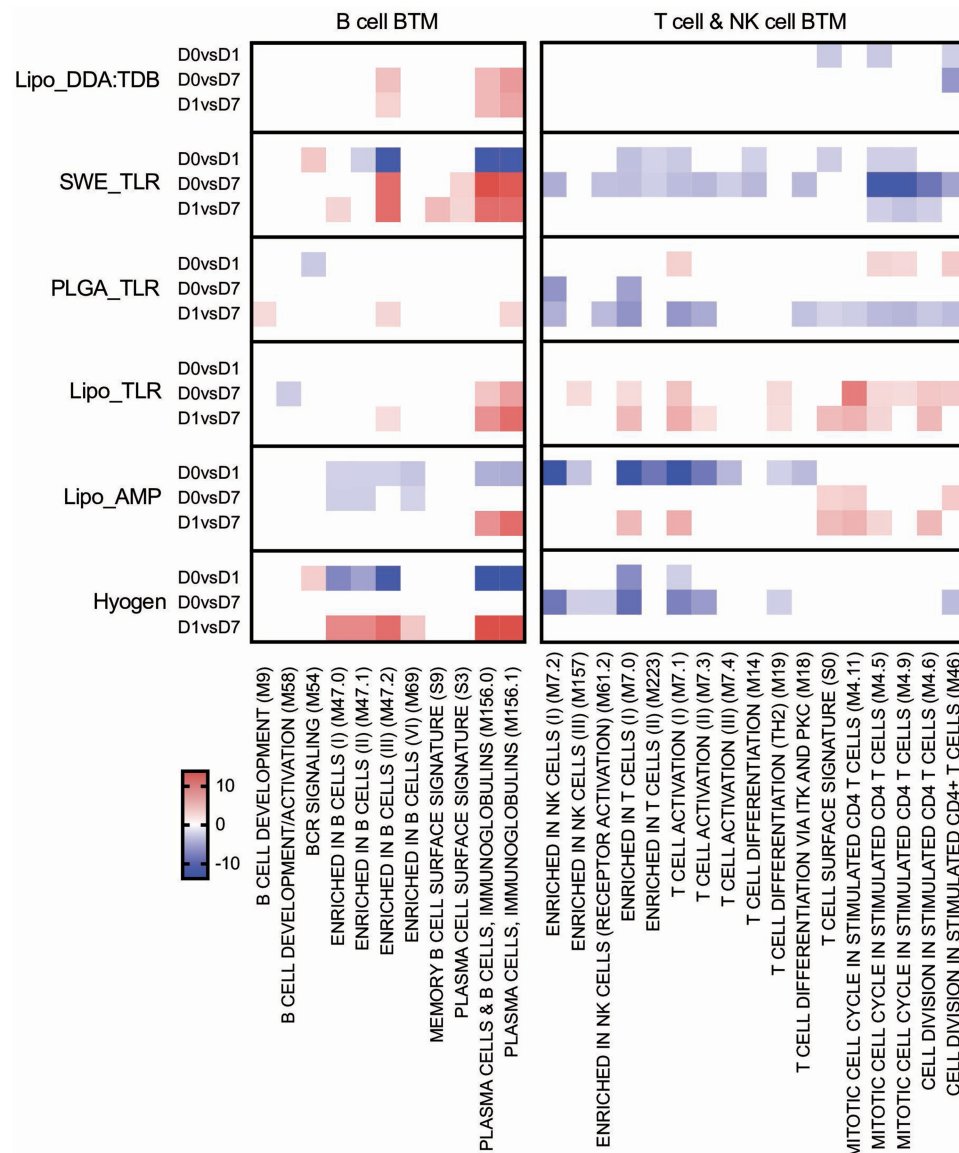 B cell BTM
T cell & NK cell BTM
Lipo_DDA:TDB
D0vsD1
D0vsD7
D1vsD7
SWE_TLR
D0vsD1
D0vsD7
D1vsD7
PLGA_TLR
D0vsD1
D0vsD7
D1vsD7
Lipo_TLR
D0vsD1
D0vsD7
D1vsD7
Lipo_AMP
D0vsD1
D0vsD7
D1vsD7
Hyogen
D0vsD1
D0vsD7
D1vsD7
10
0
-10
B CELL DEVELOPMENT (M9)
B CELL DEVELOPMENT/ACTIVATION (M58)
BCR SIGNALING (M54)
ENRICHED IN B CELLS (I) (M47.0)
ENRICHED IN B CELLS (II) (M47.1)
ENRICHED IN B CELLS (III) (M47.2)
ENRICHED IN B CELLS (VI) (M69)
MEMORY B CELL SURFACE SIGNATURE (S9)
PLASMA CELL SURFACE SIGNATURE (S3)
PLASMA CELLS & B CELLS, IMMUNOGLOBULINS (M156.0)
PLASMA CELLS, IMMUNOGLOBULINS (M156.1)
ENRICHED IN NK CELLS (I) (M7.2)
ENRICHED IN NK CELLS (III) (M157)
ENRICHED IN NK CELLS (RECEPTOR ACTIVATION) (M61.2)
ENRICHED IN T CELLS (I) (M7.0)
ENRICHED IN T CELLS (II) (M223)
T CELL ACTIVATION (I) (M7.1)
T CELL ACTIVATION (II) (M7.3)
T CELL ACTIVATION (III) (M7.4)
T CELL DIFFERENTIATION (M14)
T CELL DIFFERENTIATION (TH2) (M19)
T CELL DIFFERENTIATION VIA ITK AND PKC (M18)
T CELL SURFACE SIGNATURE (S0)
MITOTIC CELL CYCLE IN STIMULATED CD4 T CELLS (M4.11)
MITOTIC CELL CYCLE IN STIMULATED CD4 T CELLS (M4.5)
MITOTIC CELL CYCLE IN STIMULATED CD4 T CELLS (M4.9)
CELL DIVISION IN STIMULATED CD4 T CELLS (M4.6)
CELL DIVISION IN STIMULATED CD4+ T CELLS (M46)